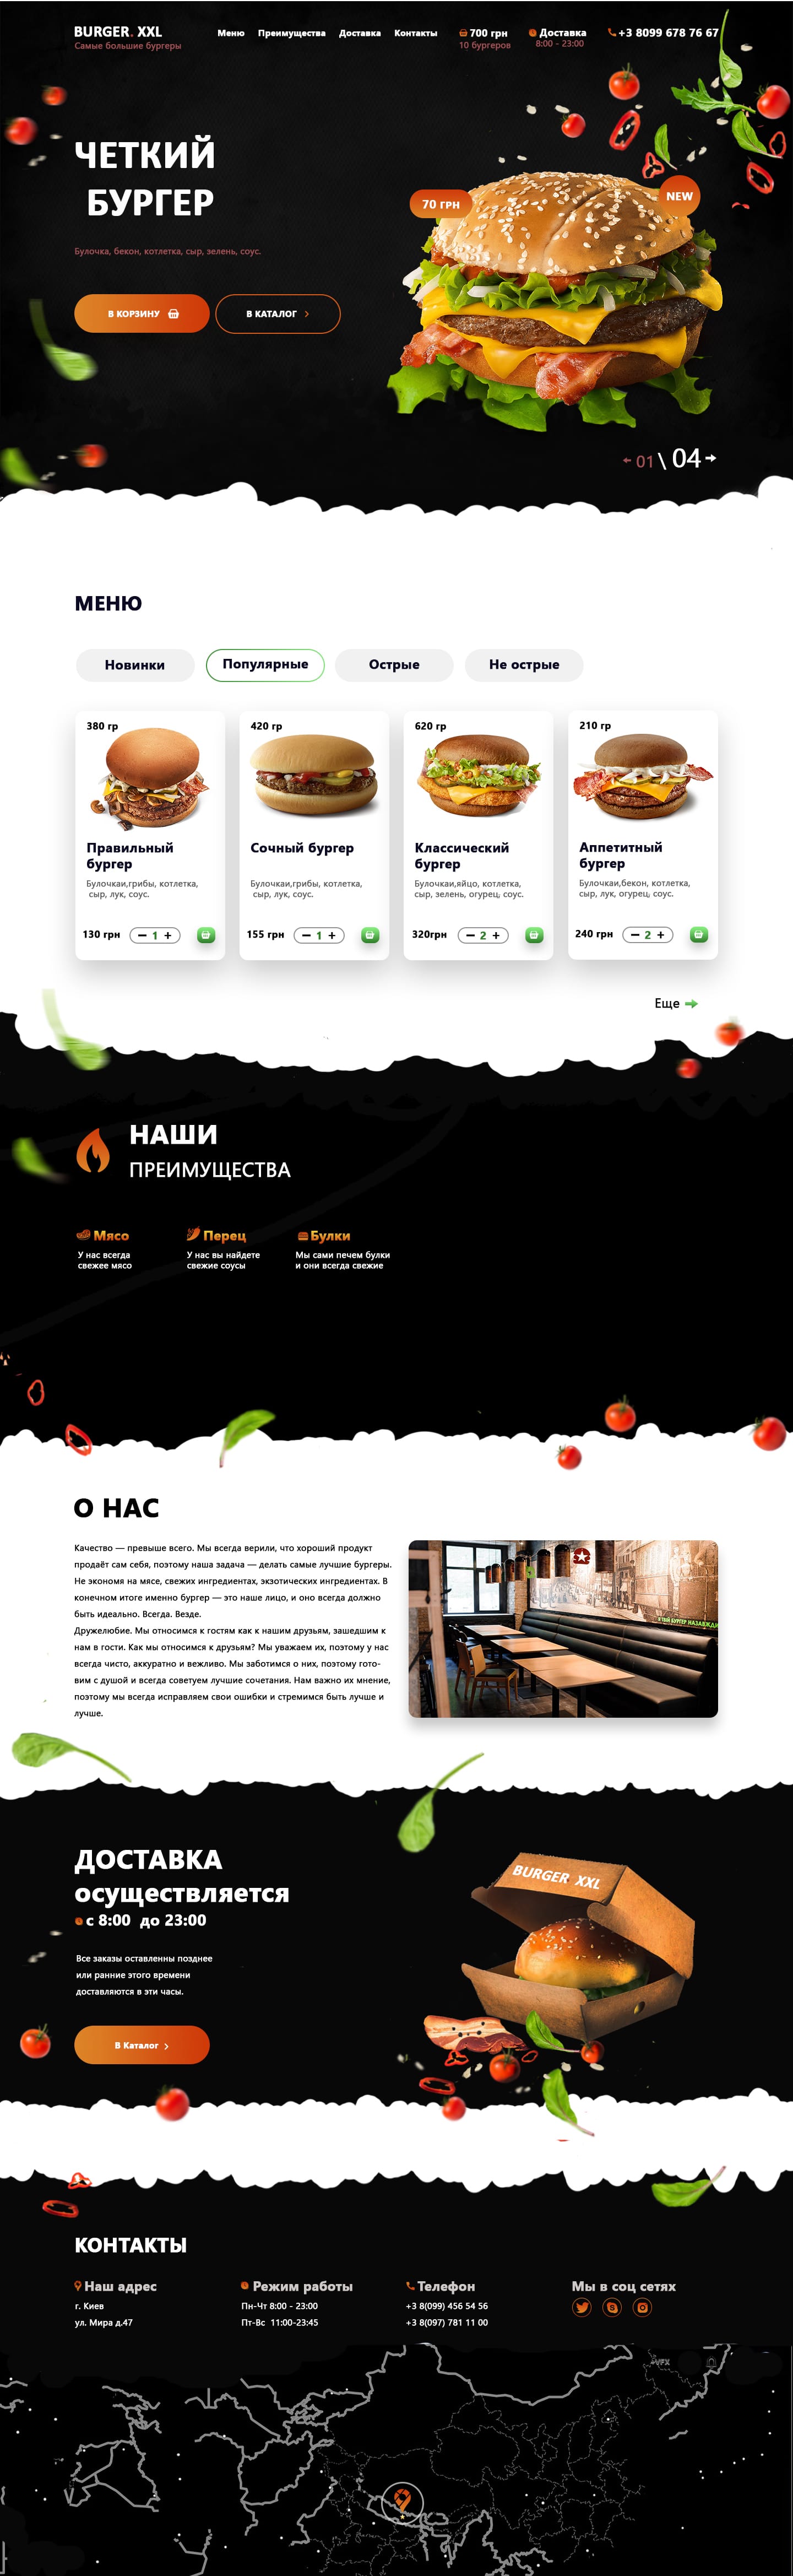 BURGER. XXL
Самые большие бургеры
Меню Преимущества Доставка Контакты
700 грн
10 бургеров
Доставка
8:00 - 23:00
+3 8099 678 76 67
ЧЕТКИЙ
БУРГЕР
70 ГРН
NEW
Булочка, бекон, котлетка, сыр, зелень, соус.
В КОРЗИНУ
В КАТАЛОГ
01 \ 04
МЕНЮ
Новинки
Популярные
Острые
Не острые
380 гр
Правильный
бургер
Булочкаи,грибы, котлетка,
сыр, лук, соус.
130 грн
− 1 +
420 гр
Сочный бургер
Булочкаи,грибы, котлетка,
сыр, лук, соус.
155 грн
− 1 +
620 гр
Классический
бургер
Булочкаи,яйцо, котлетка,
сыр, зелень, огурец, соус.
320грн
− 2 +
210 гр
Аппетитный
бургер
Булочкаи,бекон, котлетка,
сыр, лук, огурец, соус.
240 грн
− 2 +
Еще
НАШИ
ПРЕИМУЩЕСТВА
Мясо
У нас всегда
свежее мясо
Перец
У нас вы найдете
свежие соусы
Булки
Мы сами печем булки
и они всегда свежие
О НАС
Качество — превыше всего. Мы всегда верили, что хороший продукт
продаёт сам себя, поэтому наша задача — делать самые лучшие бургеры.
Не экономя на мясе, свежих ингредиентах, экзотических ингредиентах. В
конечном итоге именно бургер — это наше лицо, и оно всегда должно
быть идеально. Всегда. Везде.
Дружелюбие. Мы относимся к гостям как к нашим друзьям, зашедшим к
нам в гости. Как мы относимся к друзьям? Мы уважаем их, поэтому у нас
всегда чисто, аккуратно и вежливо. Мы заботимся о них, поэтому гото-
вим с душой и всегда советуем лучшие сочетания. Нам важно их мнение,
поэтому мы всегда исправляем свои ошибки и стремимся быть лучше и
лучше.
ДОСТАВКА
осуществляется
с 8:00 до 23:00
Все заказы оставленны позднее
или ранние этого времени
доставляются в эти часы.
В Каталог
BURGER. XXL
КОНТАКТЫ
Наш адрес
г. Киев
ул. Мира д.47
Режим работы
Пн-Чт 8:00 - 23:00
Пт-Вс 11:00-23:45
Телефон
+3 8(099) 456 54 56
+3 8(097) 781 11 00
Мы в соц сетях